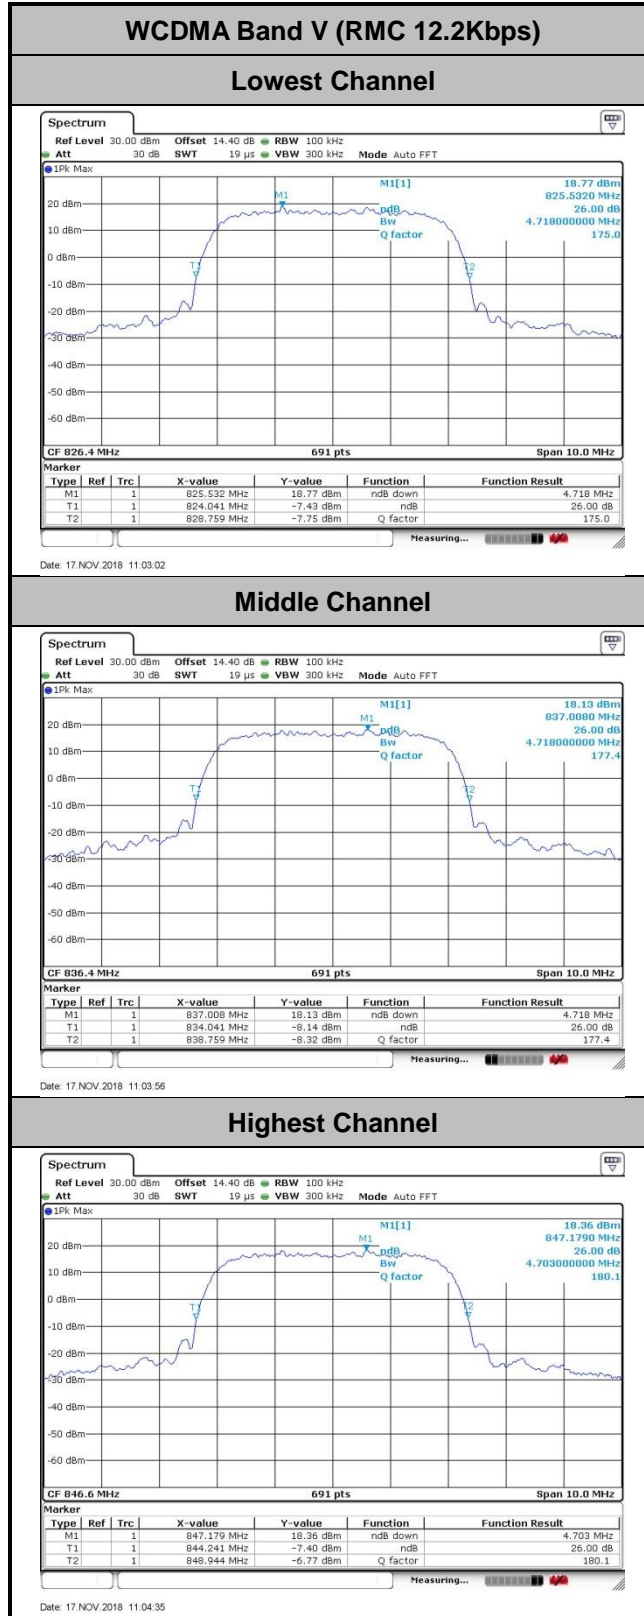 WCDMA Band V (RMC 12.2Kbps)
Lowest Channel
Spectrum
Ref Level 30.00 dBm Offset 14.40 dB RBW 100 kHz
Att 30 dB SWT 19 µs VBW 300 kHz Mode Auto FFT
1Pk Max
M1[1] 18.77 dBm
825.5320 MHz
M1
20 dBm
ndB 26.00 dB
Bw 4.718000000 MHz
10 dBm
Q factor 175.0
0 dBm
T1 T2
-10 dBm
-20 dBm
-30 dBm
-40 dBm
-50 dBm
-60 dBm
CF 826.4 MHz 691 pts Span 10.0 MHz
Marker
Type Ref Trc X-value Y-value Function Function Result
M1 1 825.532 MHz 18.77 dBm ndB down 4.718 MHz
T1 1 824.041 MHz -7.43 dBm ndB 26.00 dB
T2 1 828.759 MHz -7.75 dBm Q factor 175.0
Measuring...
Date: 17.NOV.2018 11:03:02
Middle Channel
Spectrum
Ref Level 30.00 dBm Offset 14.40 dB RBW 100 kHz
Att 30 dB SWT 19 µs VBW 300 kHz Mode Auto FFT
1Pk Max
M1[1] 18.13 dBm
M1 837.0080 MHz
20 dBm
ndB 26.00 dB
Bw 4.718000000 MHz
10 dBm
Q factor 177.4
0 dBm
T1 T2
-10 dBm
-20 dBm
-30 dBm
-40 dBm
-50 dBm
-60 dBm
CF 836.4 MHz 691 pts Span 10.0 MHz
Marker
Type Ref Trc X-value Y-value Function Function Result
M1 1 837.008 MHz 18.13 dBm ndB down 4.718 MHz
T1 1 834.041 MHz -8.14 dBm ndB 26.00 dB
T2 1 838.759 MHz -8.32 dBm Q factor 177.4
Measuring...
Date: 17.NOV.2018 11:03:56
Highest Channel
Spectrum
Ref Level 30.00 dBm Offset 14.40 dB RBW 100 kHz
Att 30 dB SWT 19 µs VBW 300 kHz Mode Auto FFT
1Pk Max
M1[1] 18.36 dBm
M1 847.1790 MHz
20 dBm
ndB 26.00 dB
Bw 4.703000000 MHz
10 dBm
Q factor 180.1
0 dBm
T1 T2
-10 dBm
-20 dBm
-30 dBm
-40 dBm
-50 dBm
-60 dBm
CF 846.6 MHz 691 pts Span 10.0 MHz
Marker
Type Ref Trc X-value Y-value Function Function Result
M1 1 847.179 MHz 18.36 dBm ndB down 4.703 MHz
T1 1 844.241 MHz -7.40 dBm ndB 26.00 dB
T2 1 848.944 MHz -6.77 dBm Q factor 180.1
Measuring...
Date: 17.NOV.2018 11:04:35